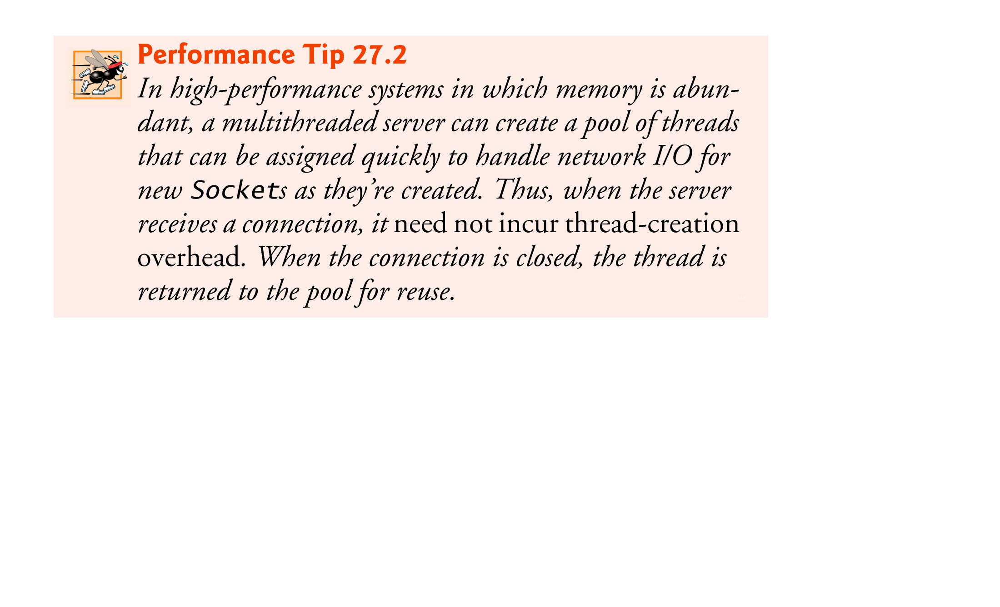 Performance Tip 27.2
In high-performance systems in which memory is abun-
dant, a multithreaded server can create a pool of threads
that can be assigned quickly to handle network I/O for
new Sockets as they’re created. Thus, when the server
receives a connection, it need not incur thread-creation
overhead. When the connection is closed, the thread is
returned to the pool for reuse.